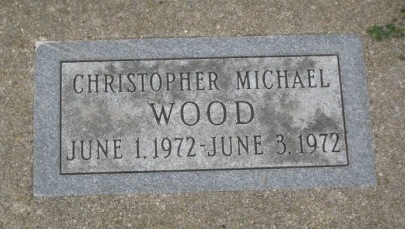 CHRISTOPHER MICHAEL
WOOD
JUNE 1, 1972 - JUNE 3, 1972